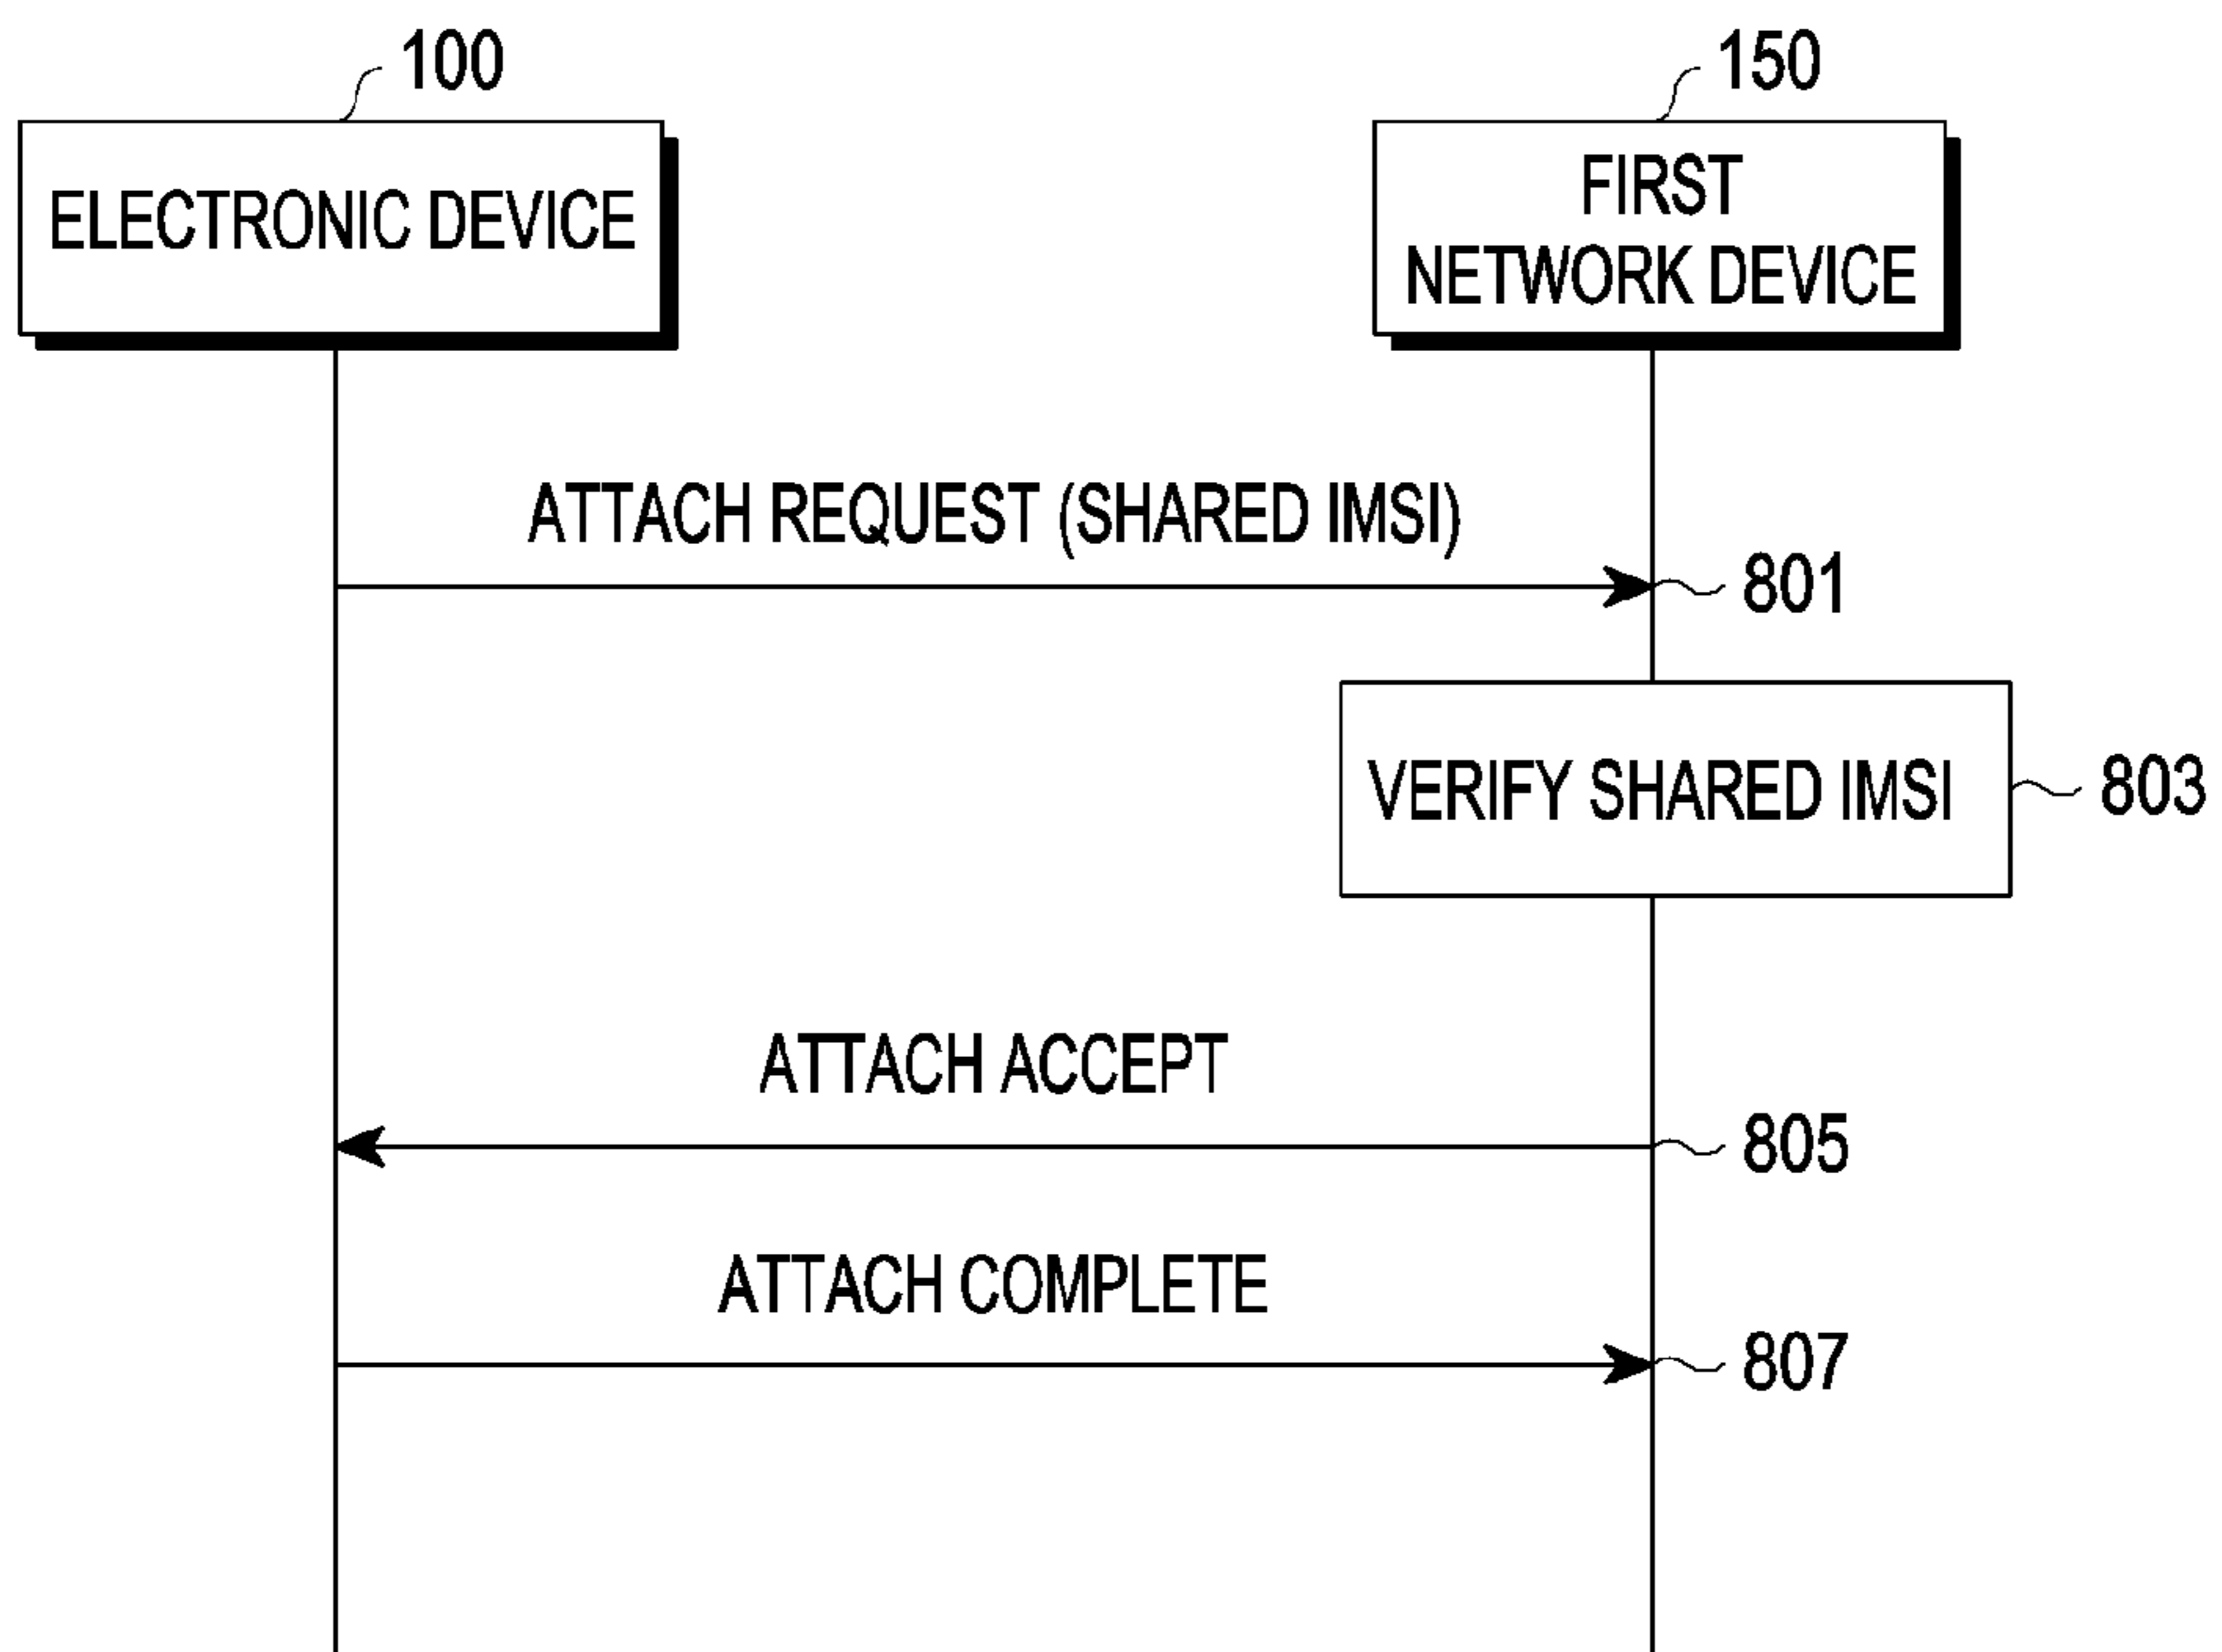 100
150
ELECTRONIC DEVICE
FIRST
NETWORK DEVICE
ATTACH REQUEST (SHARED IMSI)
801
VERIFY SHARED IMSI
803
ATTACH ACCEPT
805
ATTACH COMPLETE
807